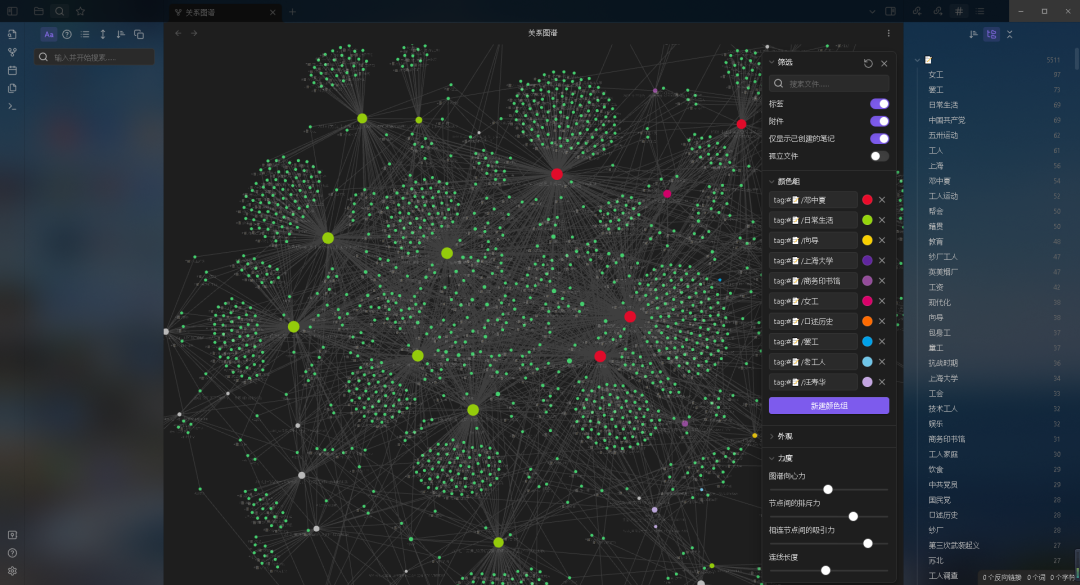 关系图谱
Aa
输入并开始搜索……
关系图谱
筛选
搜索文件……
标签
附件
仅显示已创建的笔记
孤立文件
颜色组
tag:#📝/邓中夏
tag:#📝/日常生活
tag:#📝/向导
tag:#📝/上海大学
tag:#📝/商务印书馆
tag:#📝/女工
tag:#📝/口述历史
tag:#📝/罢工
tag:#📝/老工人
tag:#📝/汪寿华
新建颜色组
外观
力度
图谱向心力
节点间的排斥力
相连节点间的吸引力
连线长度
📝 5511
女工 97
罢工 73
日常生活 69
中国共产党 69
五卅运动 62
工人 61
上海 56
邓中夏 54
工人运动 51
帮会 50
籍贯 50
教育 48
纱厂工人 47
英美烟厂 47
工资 43
现代化 38
向导 38
包身工 37
童工 37
抗战时期 36
上海大学 34
工会 33
技术工人 32
娱乐 32
商务印书馆 31
工人家庭 30
饮食 29
中共党员 29
国民党 28
口述历史 28
纱厂 28
第三次武装起义 27
苏北 27
工人调查
0 个反向链接 0 个词 0 个字符